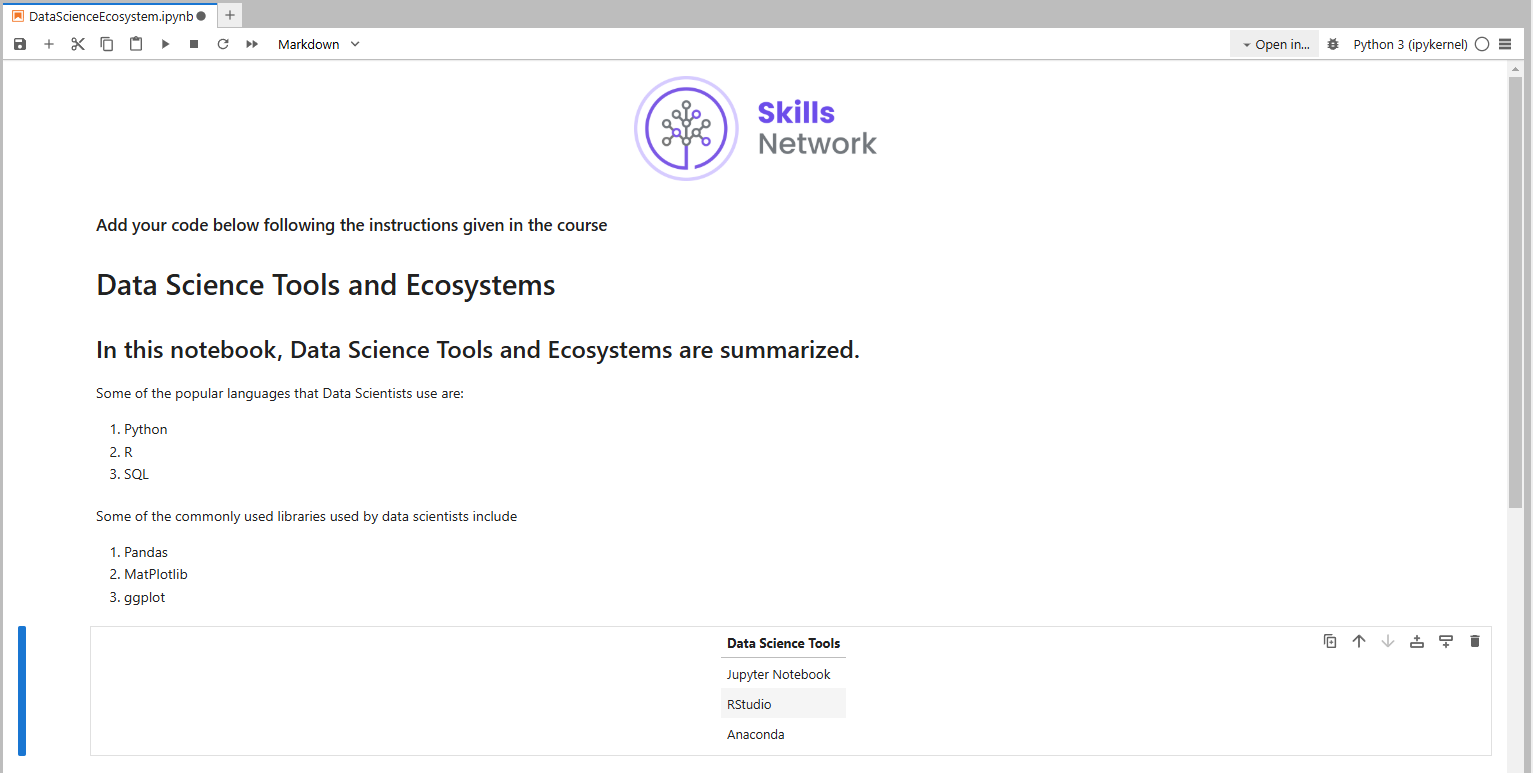 DataScienceEcosystem.ipynb
Markdown
Open in...
Python 3 (ipykernel)
Skills
Network
Add your code below following the instructions given in the course
Data Science Tools and Ecosystems
In this notebook, Data Science Tools and Ecosystems are summarized.
Some of the popular languages that Data Scientists use are:
1. Python
2. R
3. SQL
Some of the commonly used libraries used by data scientists include
1. Pandas
2. MatPlotlib
3. ggplot
Data Science Tools
Jupyter Notebook
RStudio
Anaconda